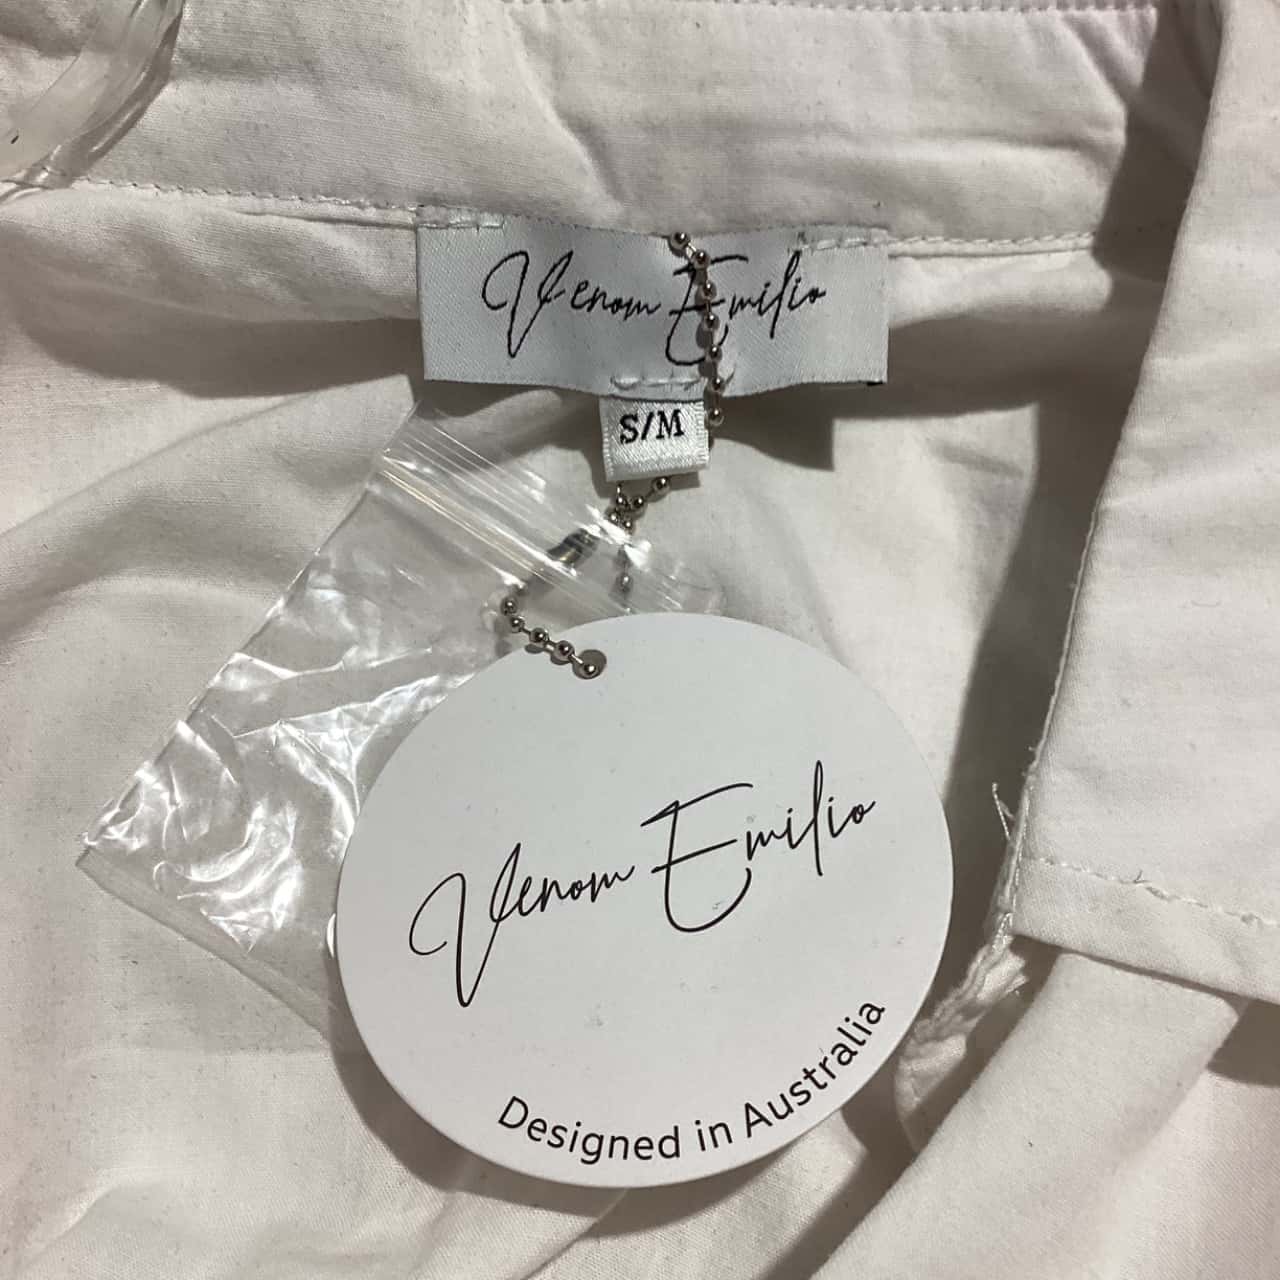 Venom Emilio
S/M
Venom Emilio
Designed in Australia